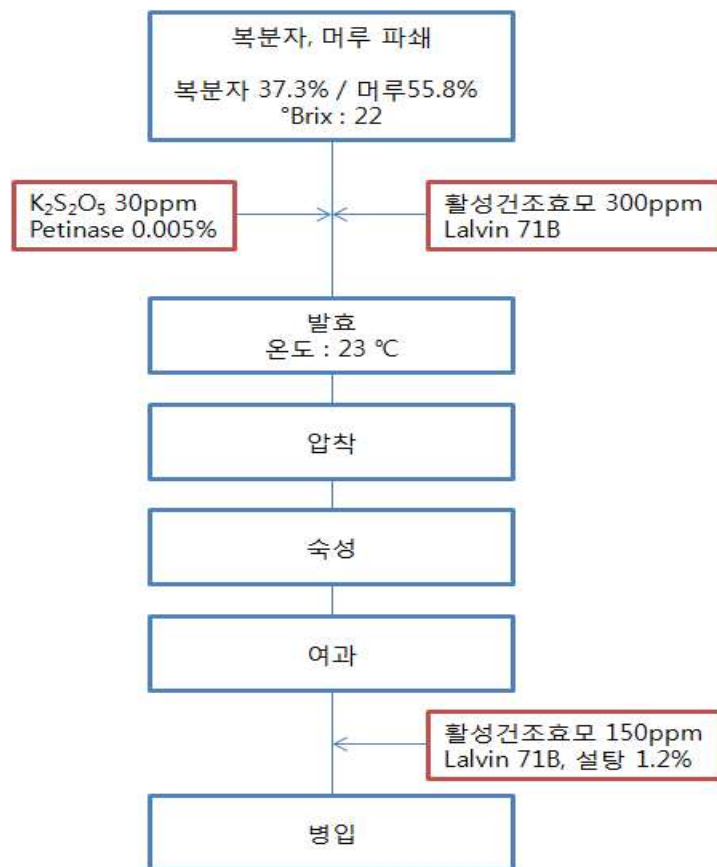 복분자, 머루 파쇄
복분자 37.3% / 머루55.8%
°Brix : 22
K₂S₂O₅ 30ppm
Petinase 0.005%
활성건조효모 300ppm
Lalvin 71B
발효
온도 : 23 ℃
압착
숙성
여과
활성건조효모 150ppm
Lalvin 71B, 설탕 1.2%
병입